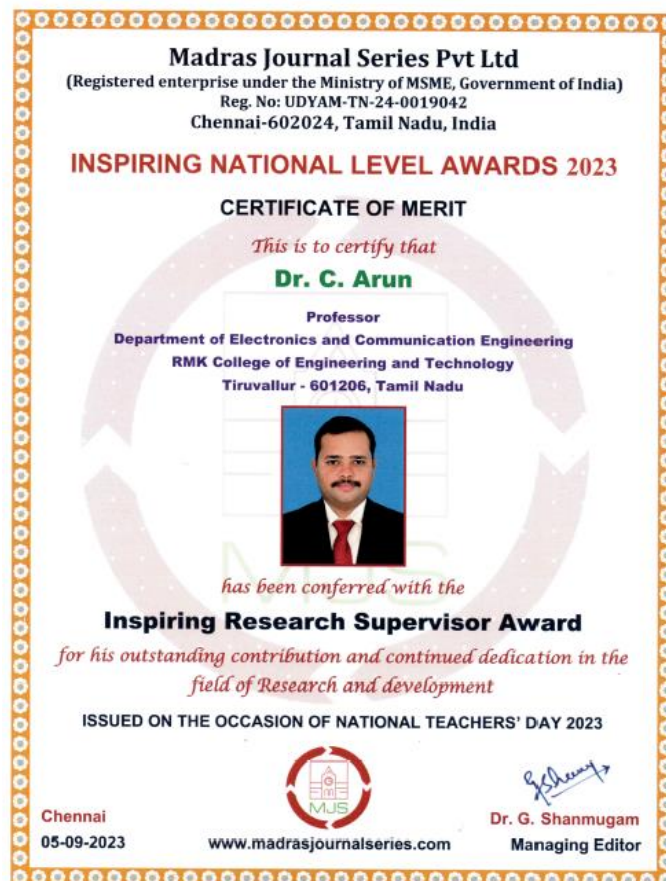 Madras Journal Series Pvt Ltd
(Registered enterprise under the Ministry of MSME, Government of India)
Reg. No: UDYAM-TN-24-0019042
Chennai-602024, Tamil Nadu, India
INSPIRING NATIONAL LEVEL AWARDS 2023
CERTIFICATE OF MERIT
This is to certify that
Dr. C. Arun
Professor
Department of Electronics and Communication Engineering
RMK College of Engineering and Technology
Tiruvallur - 601206, Tamil Nadu
MJS
has been conferred with the
Inspiring Research Supervisor Award
for his outstanding contribution and continued dedication in the
field of Research and development
ISSUED ON THE OCCASION OF NATIONAL TEACHERS' DAY 2023
MJS
Chennai
Dr. G. Shanmugam
05-09-2023
www.madrasjournalseries.com
Managing Editor